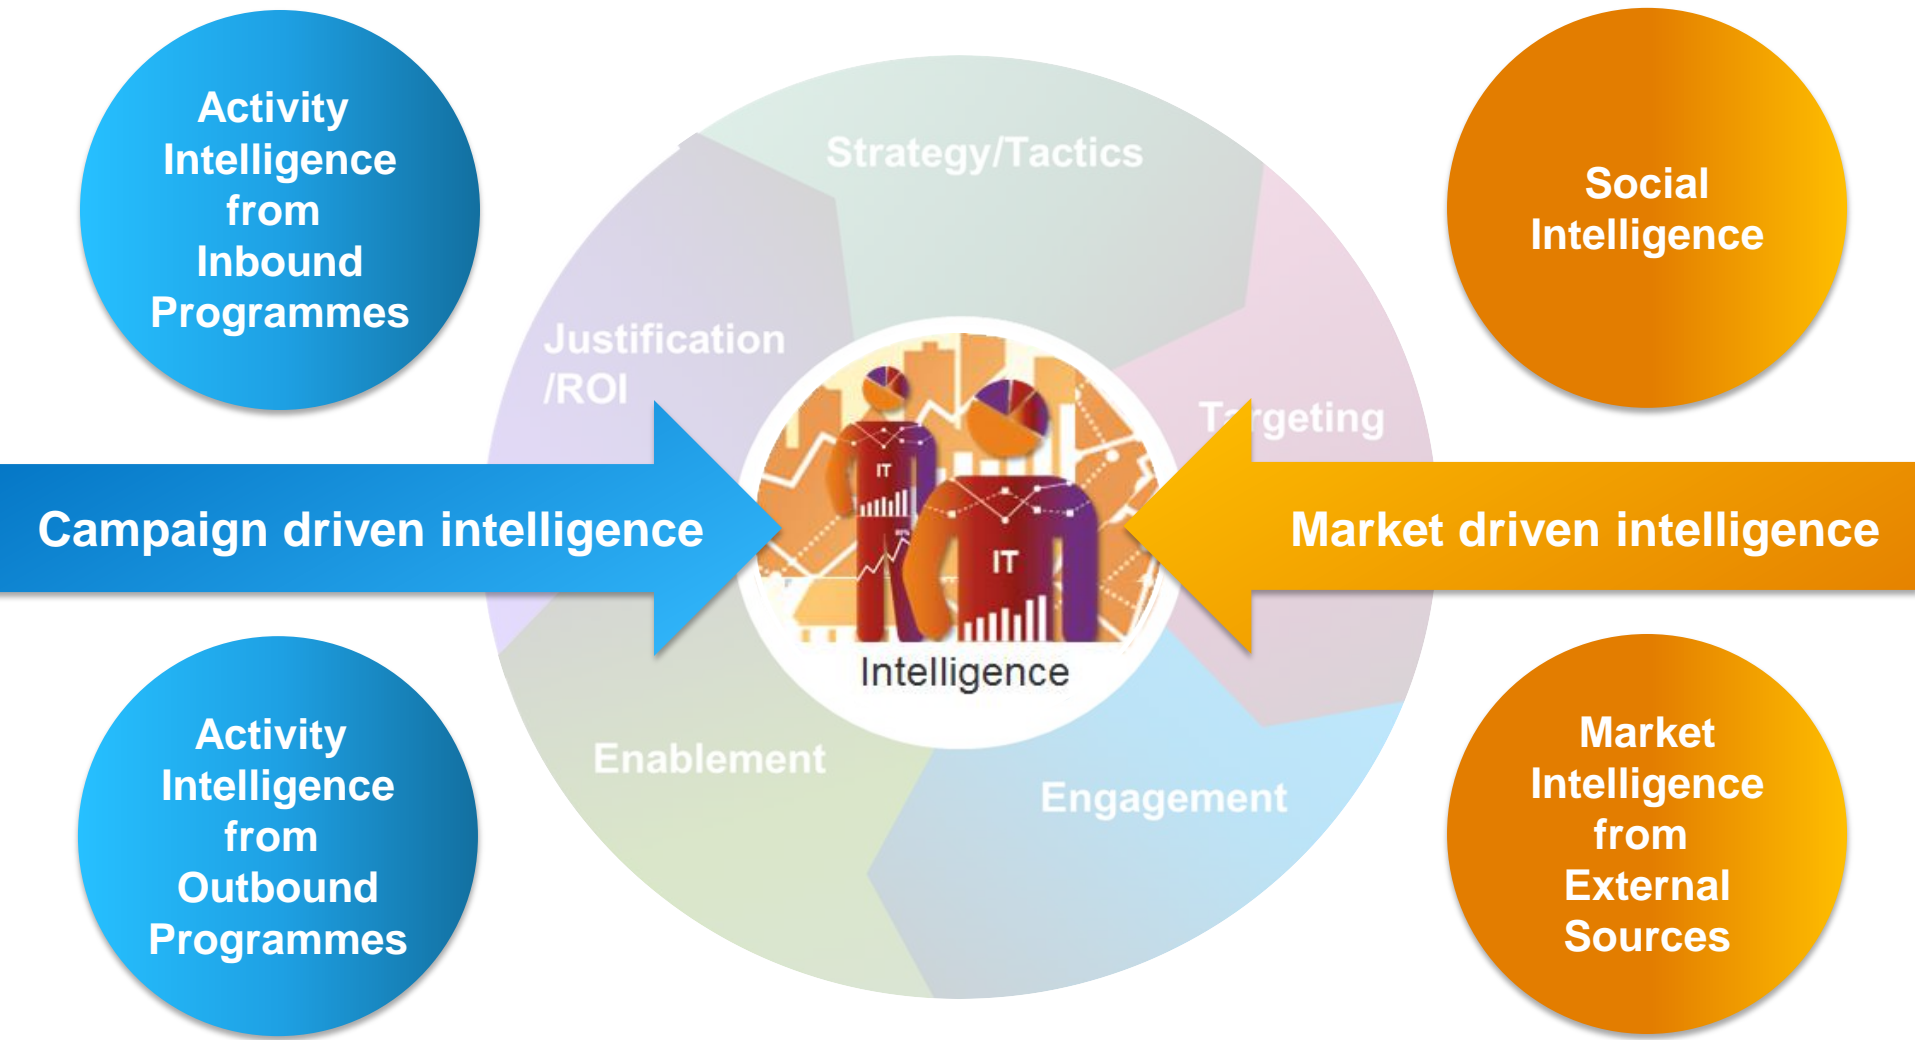 Activity
Intelligence
from
Inbound
Programmes
Strategy/Tactics
Social
Intelligence
Justification
/ROI
Targeting
Campaign driven intelligence
IT
IT
Market driven intelligence
Intelligence
Activity
Intelligence
from
Outbound
Programmes
Enablement
Engagement
Market
Intelligence
from
External
Sources